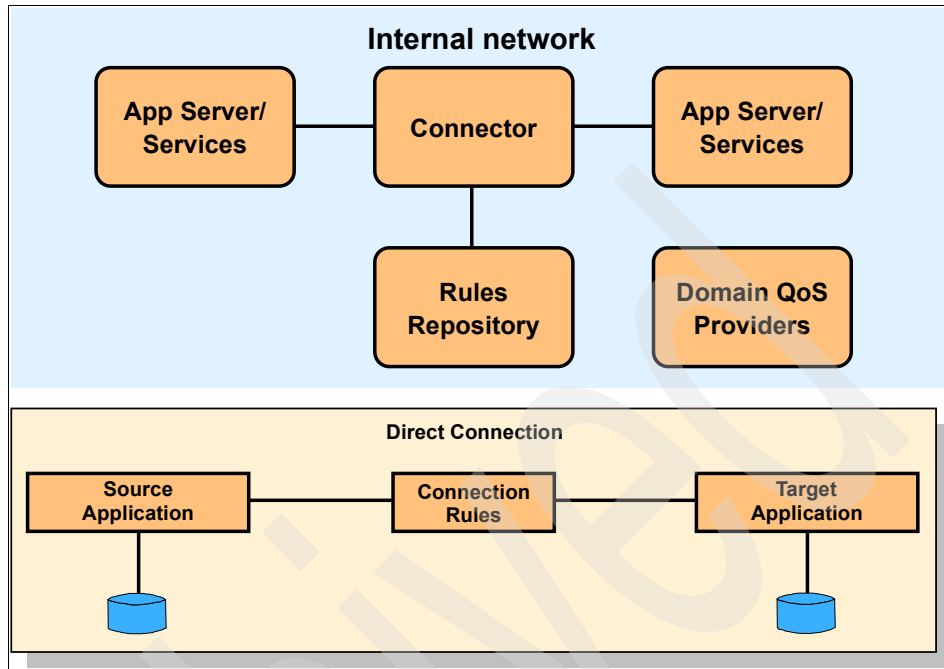 Internal network
App Server/
Services
Connector
App Server/
Services
Rules
Repository
Domain QoS
Providers
Direct Connection
Source
Application
Connection
Rules
Target
Application